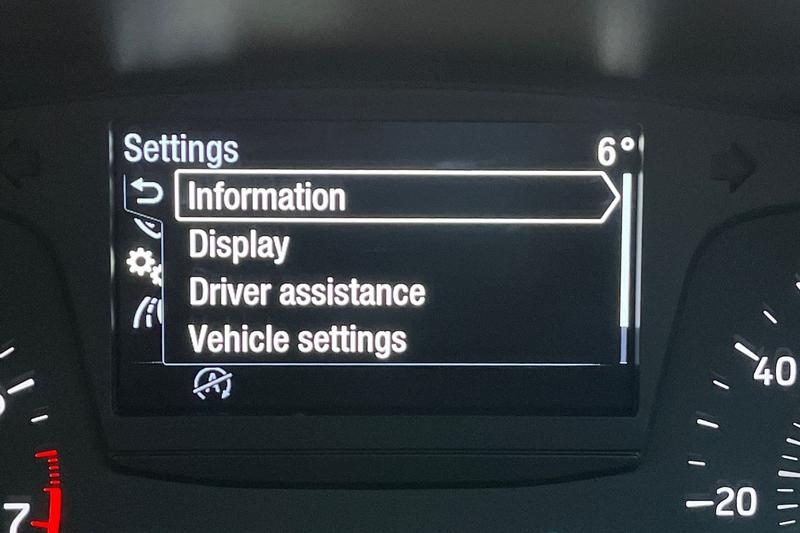 Settings
6°
Information
Display
Driver assistance
Vehicle settings
A
40
20
7